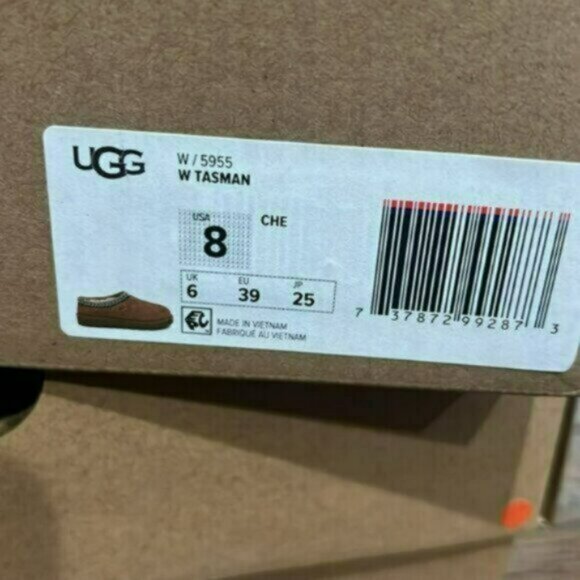 UGG
W / 5955
W TASMAN
USA
8
CHE
UK EU JP
6 39 25
MADE IN VIETNAM
FABRIQUÉ AU VIETNAM
7 37872 99287 3